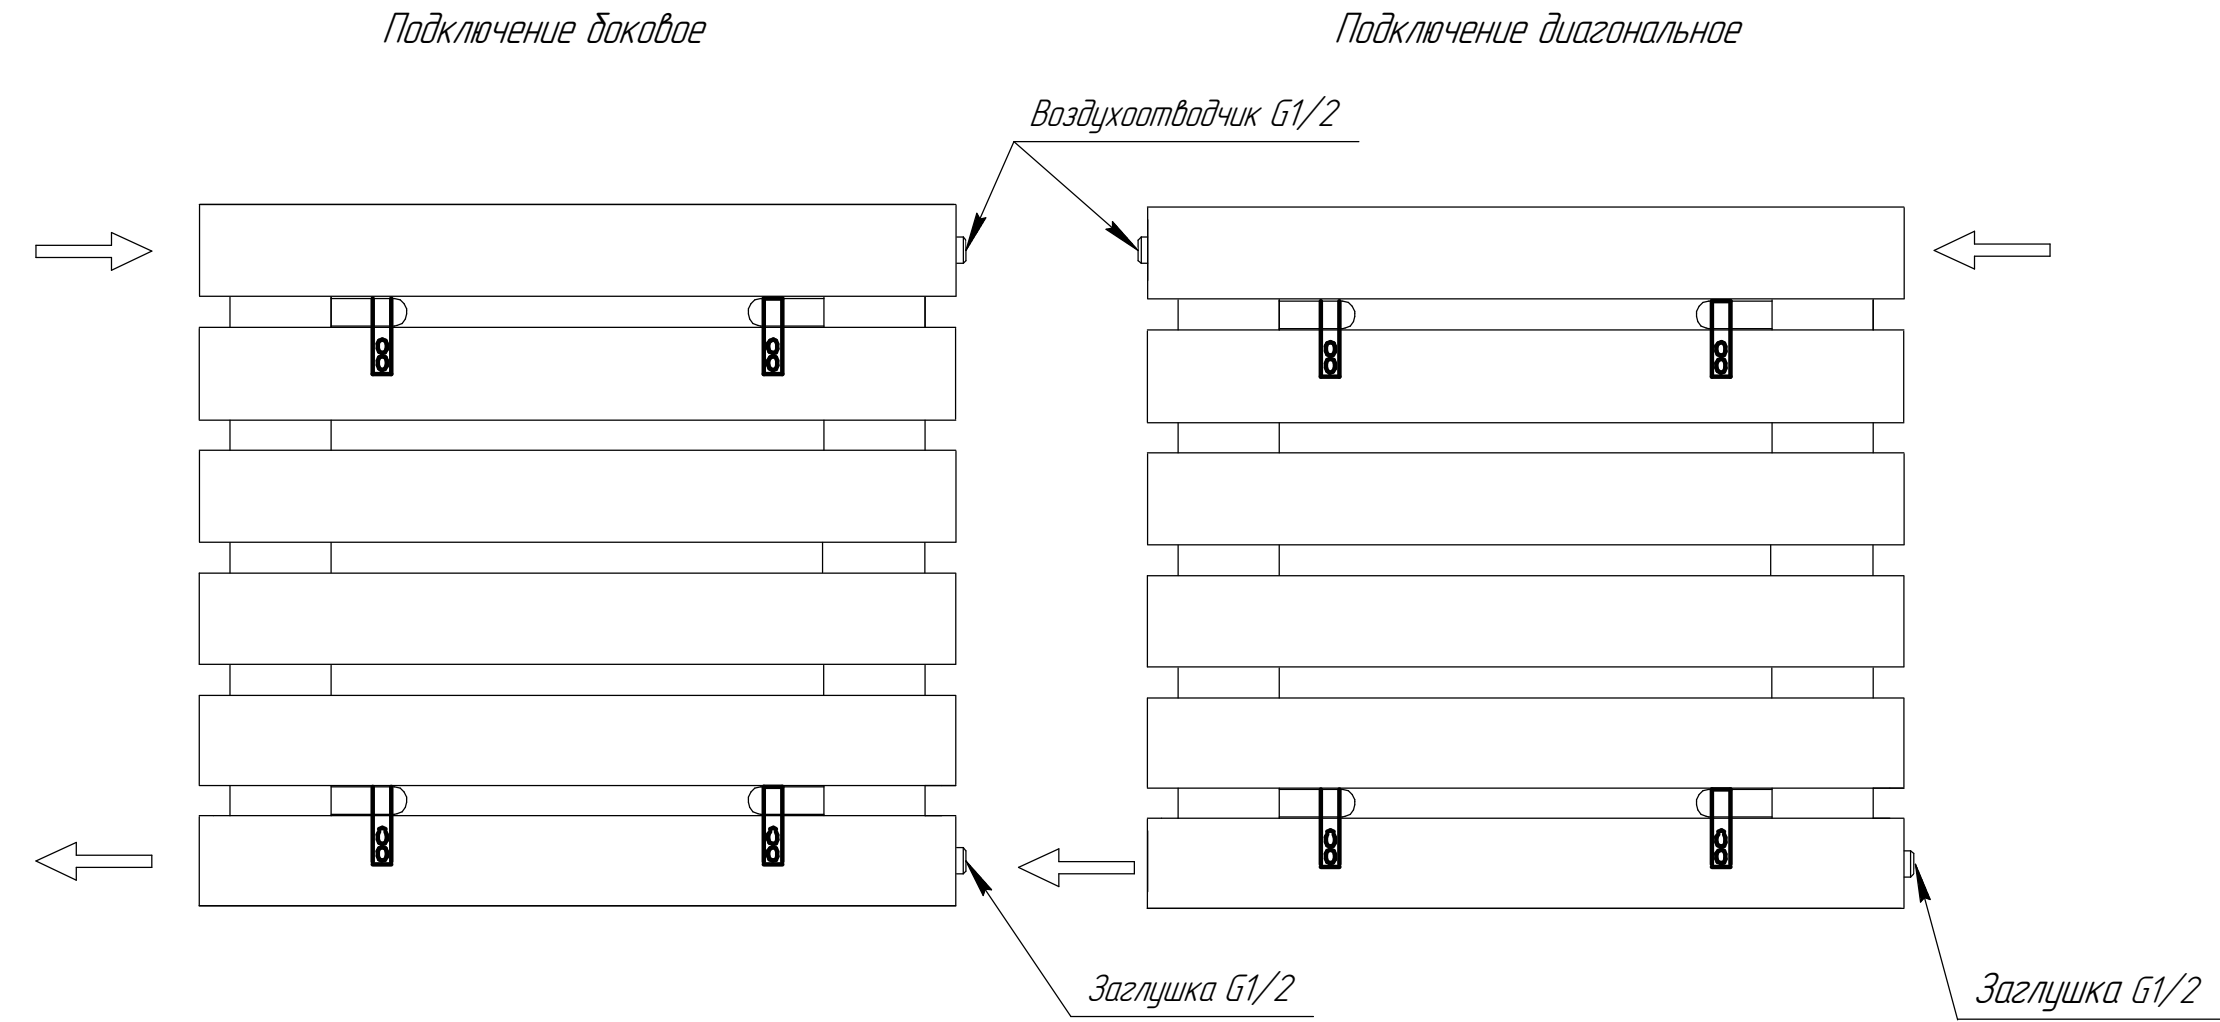 Подключение боковое
Подключение диагональное
Воздухоотводчик G1/2
Заглушка G1/2
Заглушка G1/2